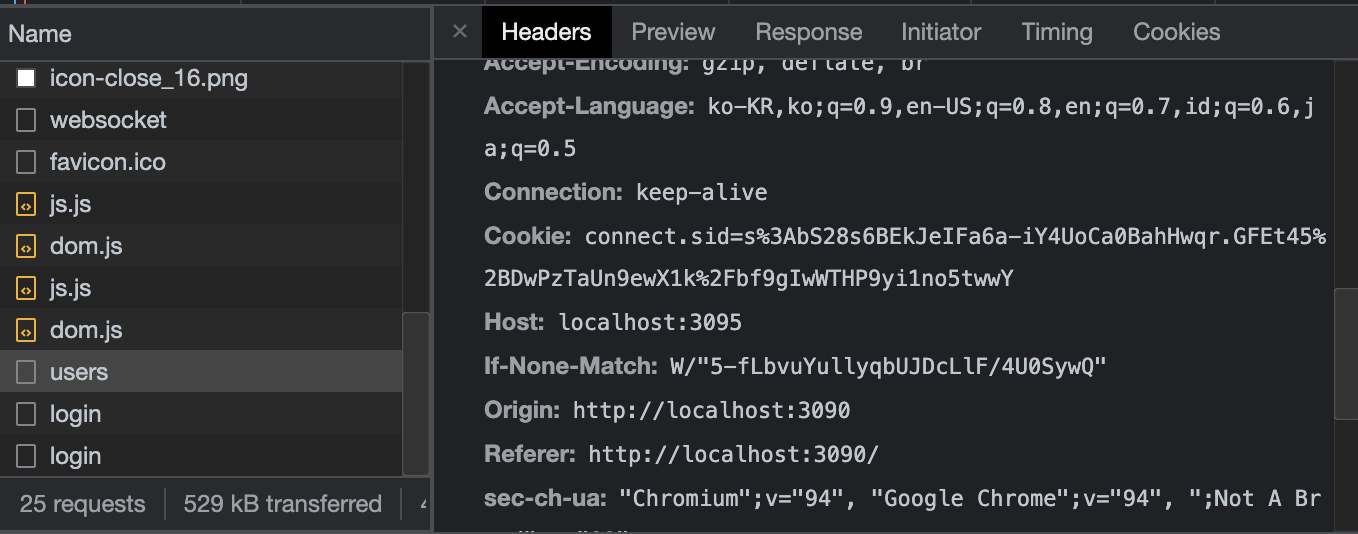 Name
Headers Preview Response Initiator Timing Cookies
icon-close_16.png
websocket
favicon.ico
js.js
dom.js
js.js
dom.js
users
login
login
25 requests 529 kB transferred
Accept-Encoding: gzip, deflate, br
Accept-Language: ko-KR,ko;q=0.9,en-US;q=0.8,en;q=0.7,id;q=0.6,j
a;q=0.5
Connection: keep-alive
Cookie: connect.sid=s%3AbS28s6BEkJeIFa6a-iY4UoCa0BahHwqr.GFEt45%
2BDwPzTaUn9ewX1k%2Fbf9gIwWTHP9yi1no5twwY
Host: localhost:3095
If-None-Match: W/"5-fLbvuYullyqbUJDcLlF/4U0SywQ"
Origin: http://localhost:3090
Referer: http://localhost:3090/
sec-ch-ua: "Chromium";v="94", "Google Chrome";v="94", ";Not A Br